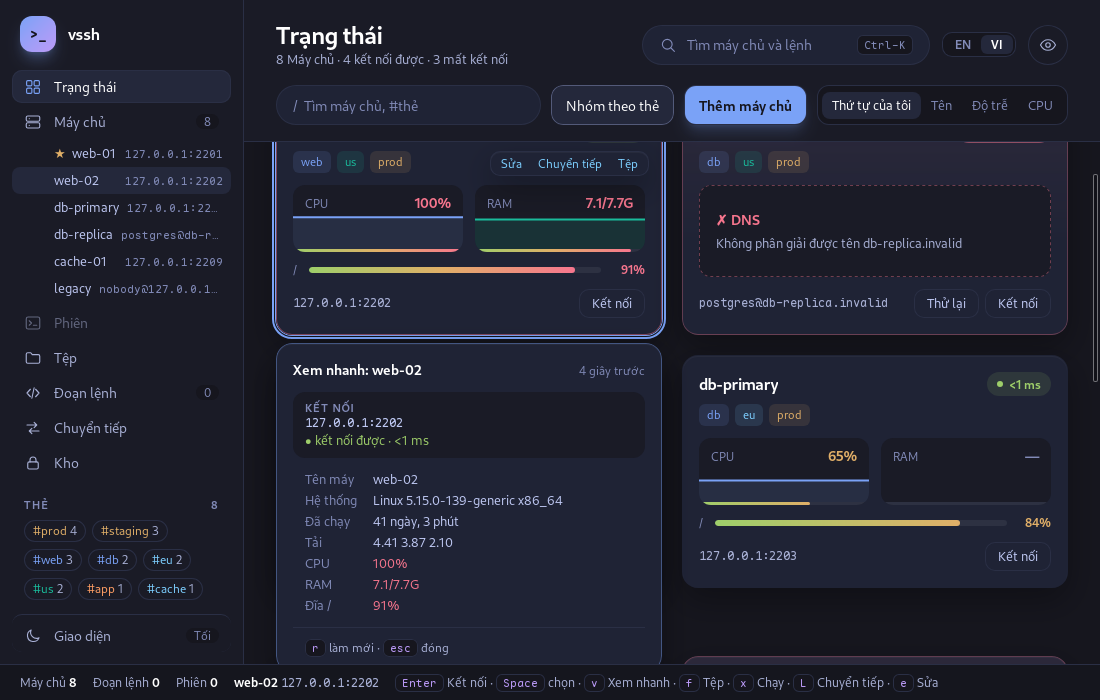 >_ vssh
Trạng thái
Máy chủ 8
★ web-01 127.0.0.1:2201
web-02 127.0.0.1:2202
db-primary 127.0.0.1:22…
db-replica postgres@db-r…
cache-01 127.0.0.1:2209
legacy nobody@127.0.0.1…
Phiên
Tệp
Đoạn lệnh 0
Chuyển tiếp
Kho
THẺ 8
#prod 4 #staging 3
#web 3 #db 2 #eu 2
#us 2 #app 1 #cache 1
Giao diện Tối
Trạng thái
8 Máy chủ · 4 kết nối được · 3 mất kết nối
Tìm máy chủ và lệnh Ctrl-K
EN VI
/ Tìm máy chủ, #thẻ
Nhóm theo thẻ
Thêm máy chủ
Thứ tự của tôi Tên Độ trễ CPU
web us prod
Sửa Chuyển tiếp Tệp
CPU 100%
RAM 7.1/7.7G
/ 91%
127.0.0.1:2202 Kết nối
db us prod
✗ DNS
Không phân giải được tên db-replica.invalid
postgres@db-replica.invalid Thử lại Kết nối
Xem nhanh: web-02 4 giây trước
KẾT NỐI
127.0.0.1:2202
● kết nối được · <1 ms
Tên máy web-02
Hệ thống Linux 5.15.0-139-generic x86_64
Đã chạy 41 ngày, 3 phút
Tải 4.41 3.87 2.10
CPU 100%
RAM 7.1/7.7G
Đĩa / 91%
r làm mới · esc đóng
db-primary ● <1 ms
db eu prod
CPU 65%
RAM —
/ 84%
127.0.0.1:2203 Kết nối
Máy chủ 8 Đoạn lệnh 0 Phiên 0 web-02 127.0.0.1:2202 Enter Kết nối · Space chọn · v Xem nhanh · f Tệp · x Chạy · L Chuyển tiếp · e Sửa